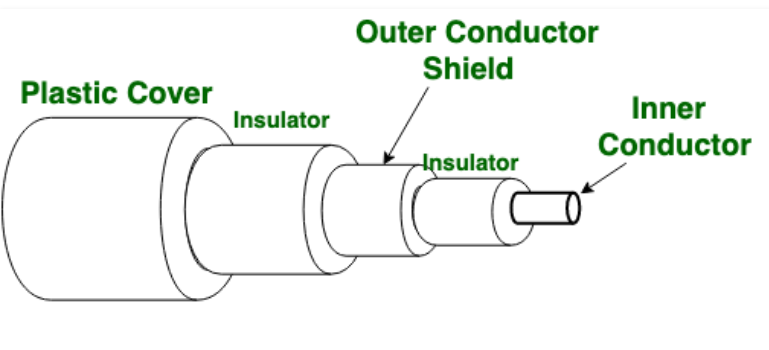 Outer Conductor
Shield
Plastic Cover
Insulator
Inner
Conductor
Insulator